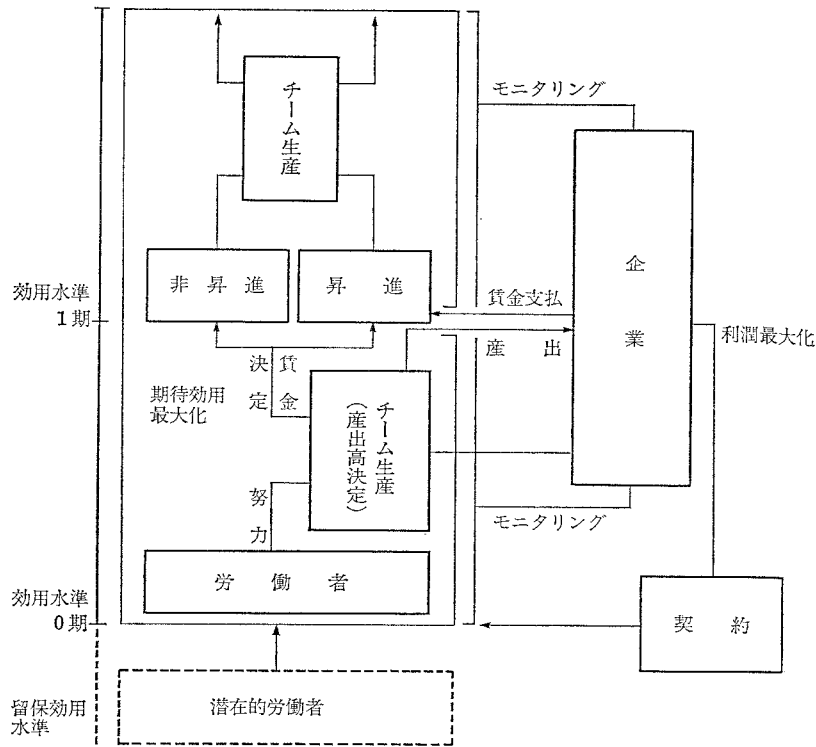 チーム生産
モニタリング
非昇進
昇進
効用水準
1期
賃金支払
産出
企業
利潤最大化
賃金
決定
期待効用
最大化
チーム生産
(産出高決定)
努力
モニタリング
労働者
効用水準
0期
契約
潜在的労働者
留保効用
水準